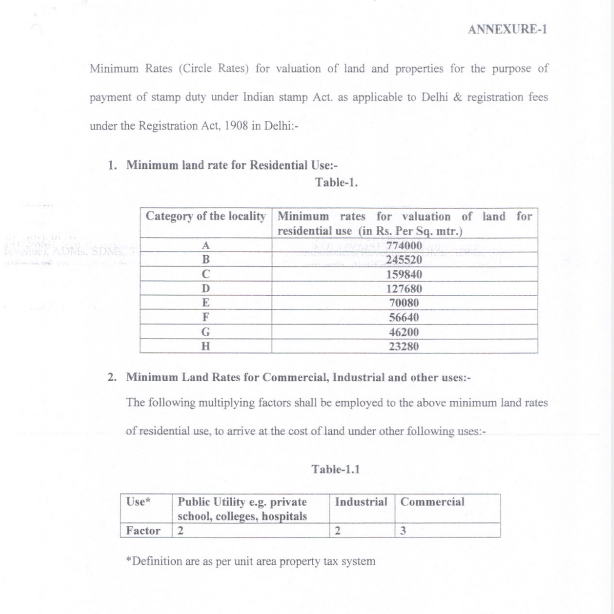 ANNEXURE-1
Minimum Rates (Circle Rates) for valuation of land and properties for the purpose of
payment of stamp duty under Indian stamp Act. as applicable to Delhi & registration fees
under the Registration Act, 1908 in Delhi:-
1. Minimum land rate for Residential Use:-
Table-1.
Category of the locality Minimum rates for valuation of land for
residential use (in Rs. Per Sq. mtr.)
A 774000
B 245520
C 159840
D 127680
E 70080
F 56640
G 46200
H 23280
2. Minimum Land Rates for Commercial, Industrial and other uses:-
The following multiplying factors shall be employed to the above minimum land rates
of residential use, to arrive at the cost of land under other following uses:-
Table-1.1
Use* Public Utility e.g. private Industrial Commercial
school, colleges, hospitals
Factor 2 2 3
*Definition are as per unit area property tax system